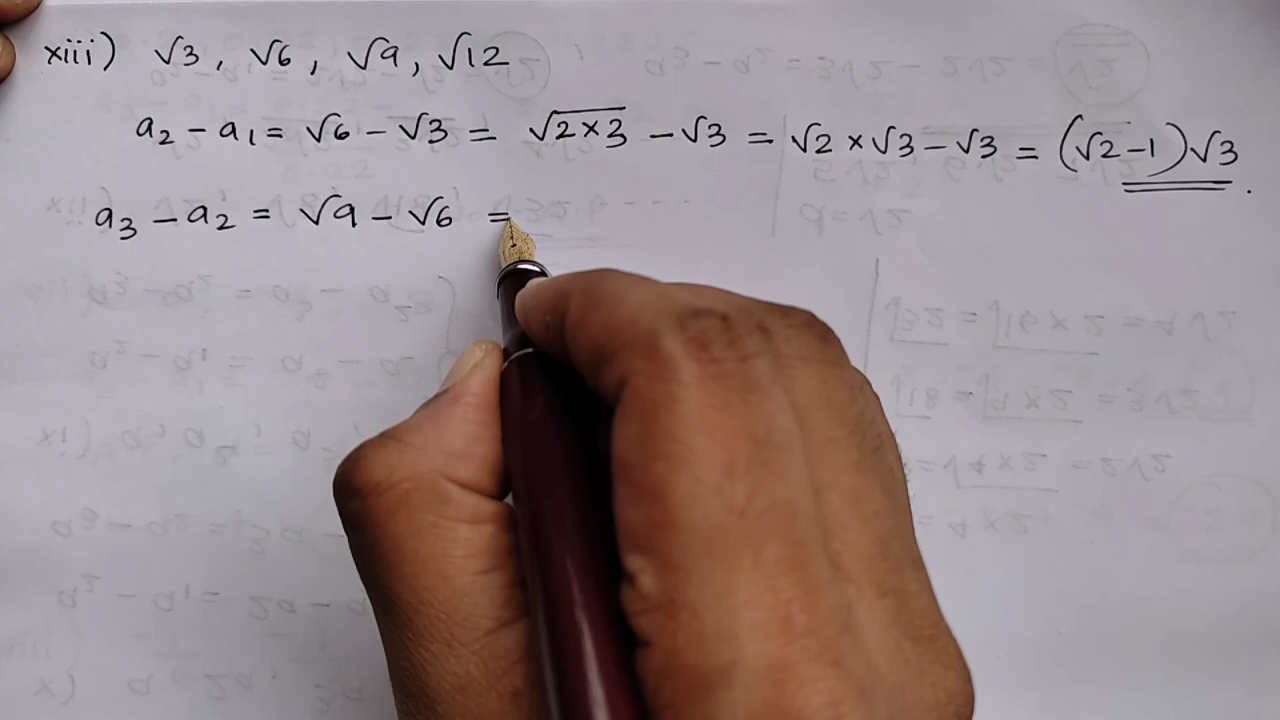 xiii) √3, √6, √9, √12
a2 - a1 = √6 - √3 = √2×3 - √3 = √2 × √3 - √3 = (√2-1)√3.
a3 - a2 = √9 - √6 =